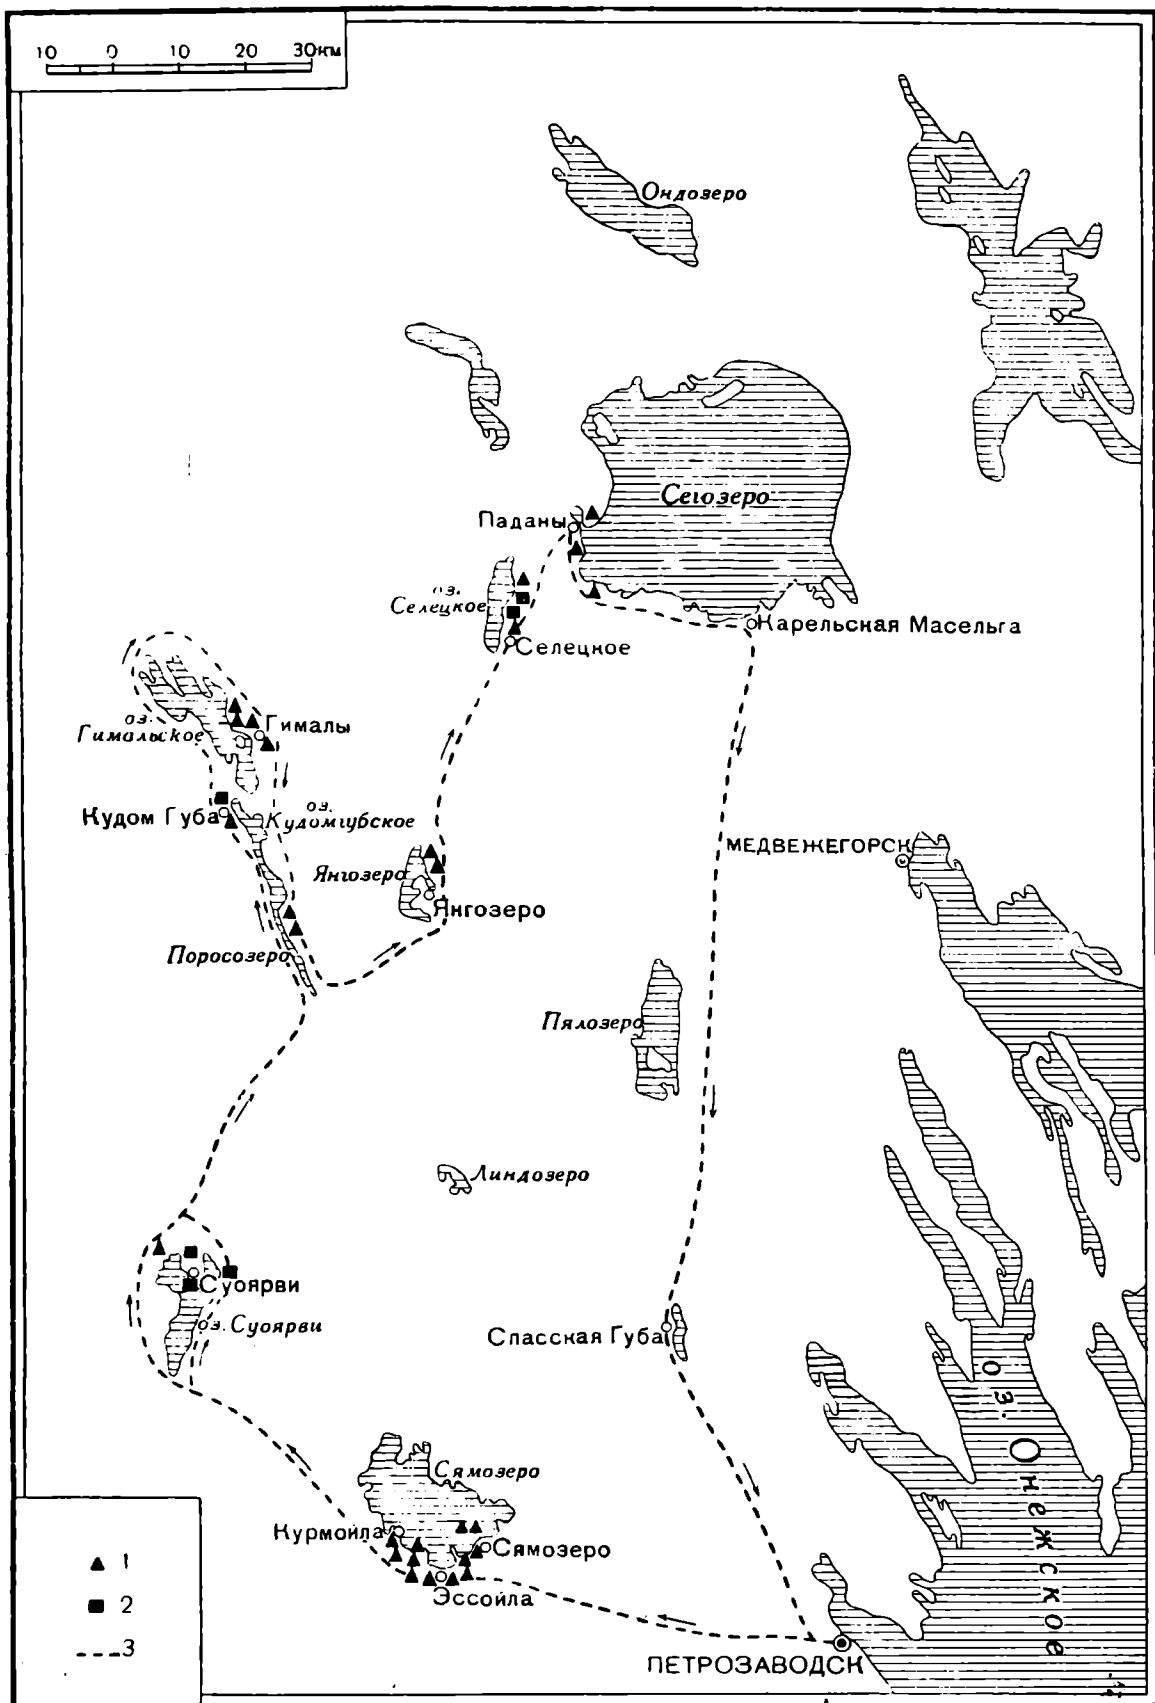 10 0 10 20 30км
Ондозеро
Сегозеро
Паданы
оз.
Селецкое
Селецкое
Карельская Масельга
оз.
Гимольское
Гималы
Кудом Губа
оз.
Кудомгубское
МЕДВЕЖЕГОРСК
Янгозеро
Янгозеро
Поросозеро
Пялозеро
Линдозеро
Суоярви
оз. Суоярви
Спасская Губа
оз. Онежское
Сямозеро
Курмойла
Сямозеро
Эссойла
ПЕТРОЗАВОДСК
1
2
3